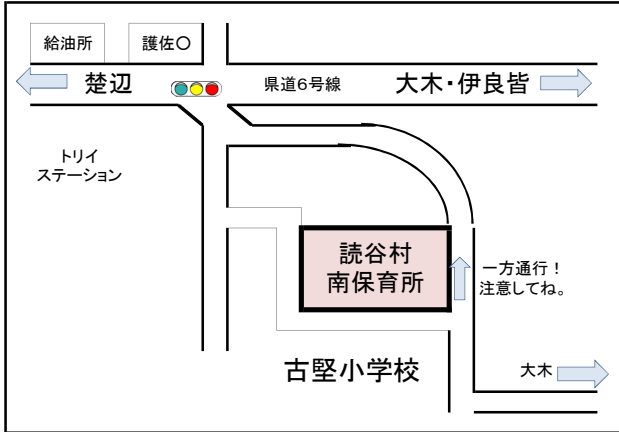 給油所
護佐○
楚辺
県道６号線
大木・伊良皆
トリイ
ステーション
読谷村
南保育所
一方通行！
注意してね。
古堅小学校
大木